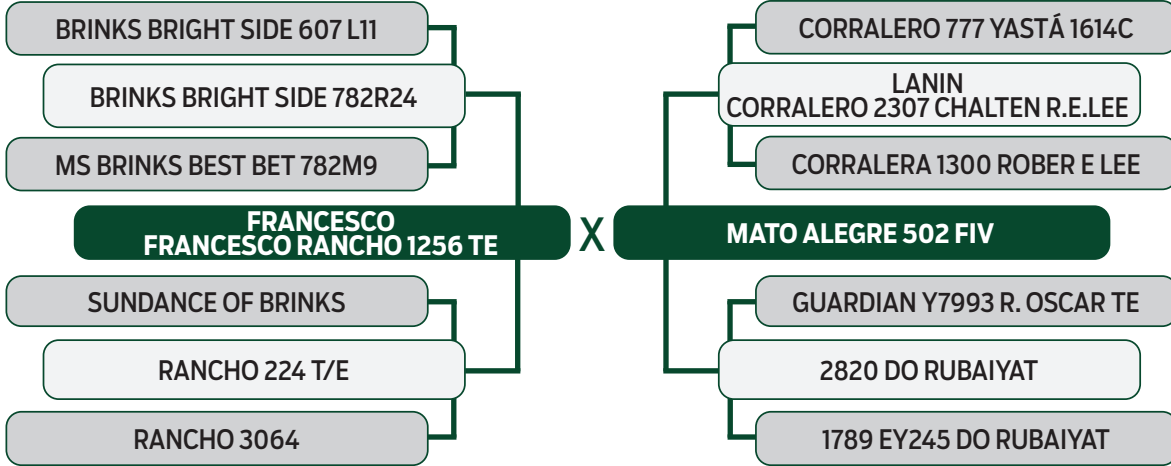 BRINKS BRIGHT SIDE 607 L11
BRINKS BRIGHT SIDE 782R24
MS BRINKS BEST BET 782M9
FRANCESCO
FRANCESCO RANCHO 1256 TE
SUNDANCE OF BRINKS
RANCHO 224 T/E
RANCHO 3064
X
CORRALERO 777 YASTÁ 1614C
LANIN
CORRALERO 2307 CHALTEN R.E.LEE
CORRALERA 1300 ROBER E LEE
MATO ALEGRE 502 FIV
GUARDIAN Y7993 R. OSCAR TE
2820 DO RUBAIYAT
1789 EY245 DO RUBAIYAT